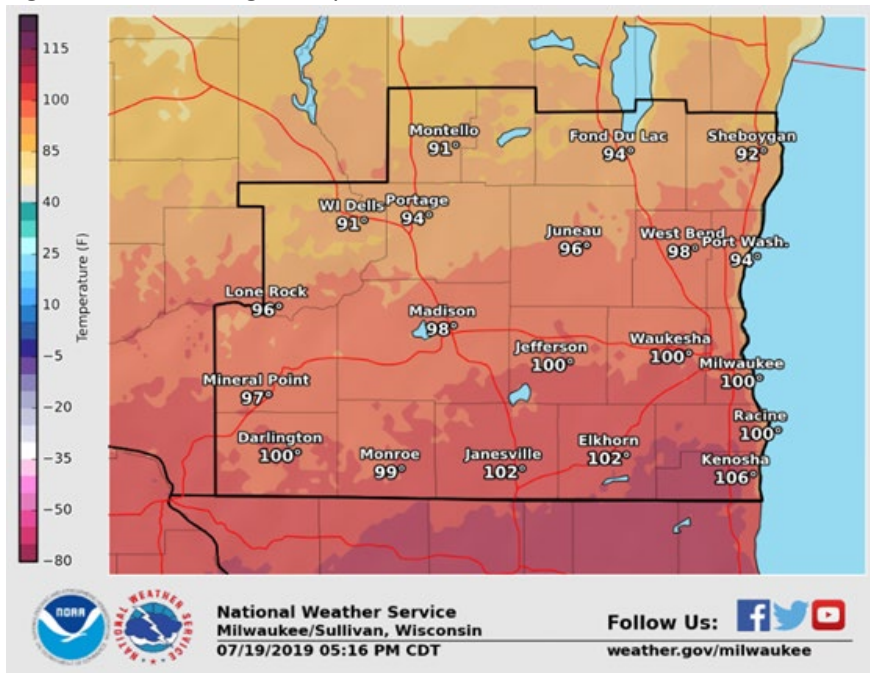 115
100
85
40
25
10
−5
−20
−35
−50
−80
Temperature (F)
Montello
91°
Fond Du Lac
94°
Sheboygan
92°
WI Dells
91°
Portage
94°
Juneau
96°
West Bend
98°
Port Wash.
94°
Lone Rock
96°
Madison
98°
Jefferson
100°
Waukesha
100°
Milwaukee
100°
Mineral Point
97°
Racine
100°
Darlington
100°
Monroe
99°
Janesville
102°
Elkhorn
102°
Kenosha
106°
NOAA
NATIONAL WEATHER SERVICE
National Weather Service
Milwaukee/Sullivan, Wisconsin
07/19/2019 05:16 PM CDT
Follow Us:
weather.gov/milwaukee